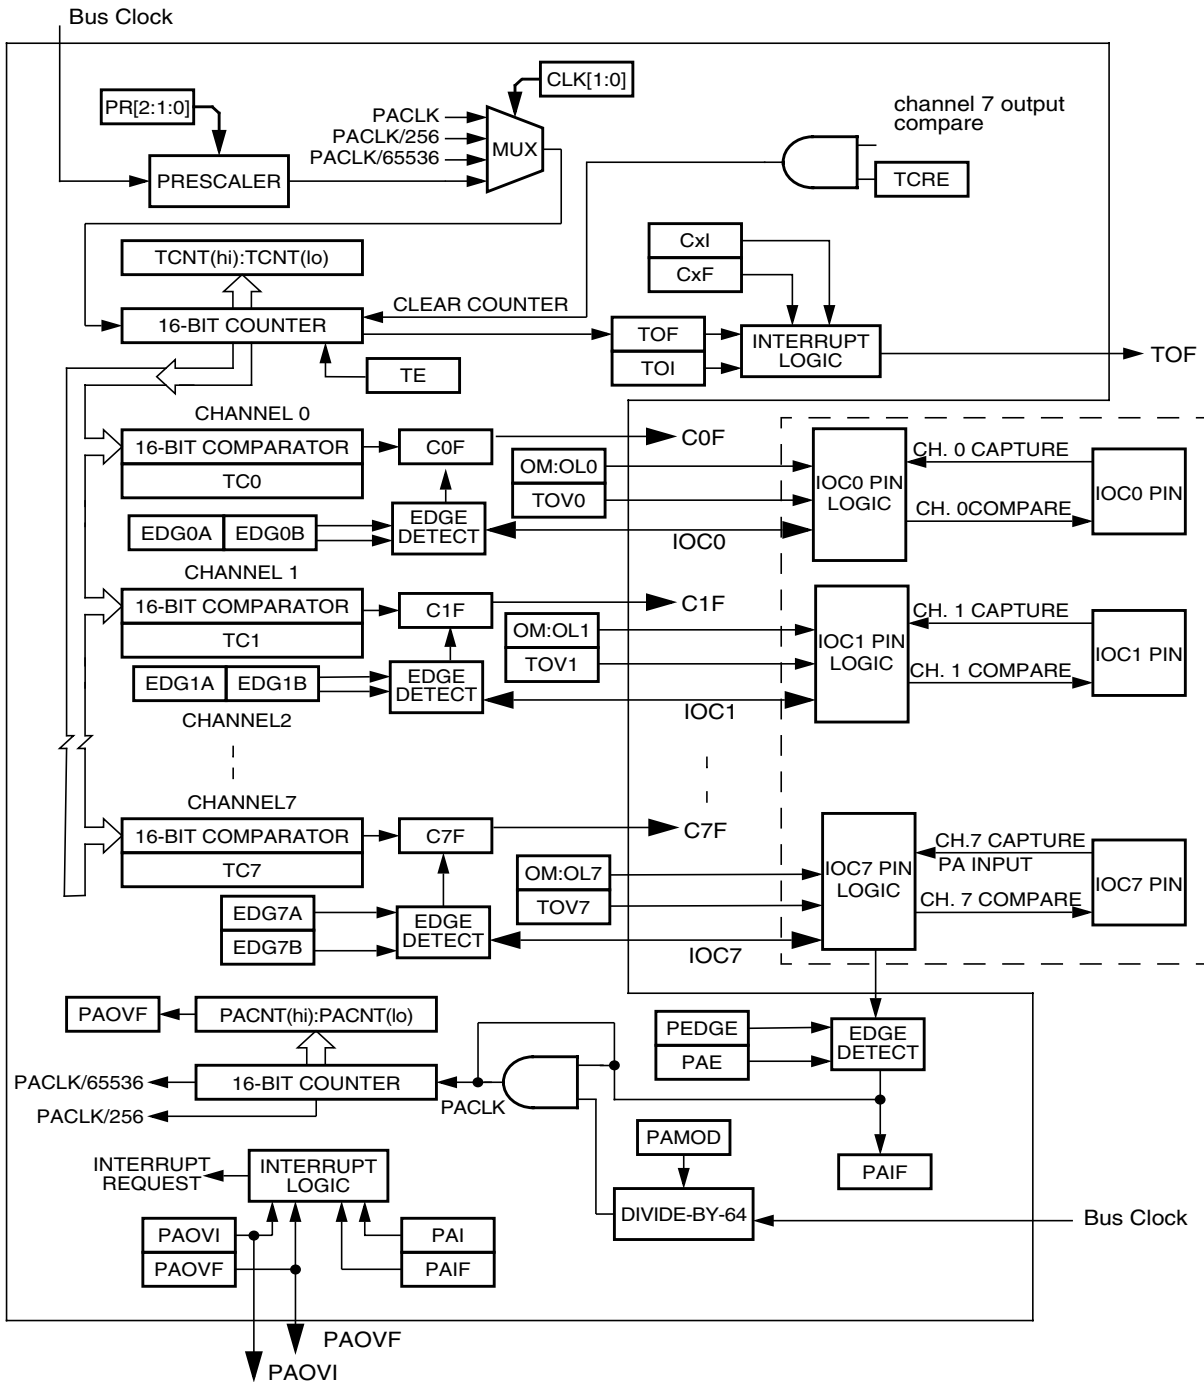 Bus Clock
CLK[1:0]
PR[2:1:0]
PACLK
PACLK/256
PACLK/65536
MUX
channel 7 output
compare
PRESCALER
TCRE
CxI
CxF
TCNT(hi):TCNT(lo)
CLEAR COUNTER
16-BIT COUNTER
TOF
TOI
INTERRUPT
LOGIC
TOF
TE
CHANNEL 0
16-BIT COMPARATOR
TC0
C0F
C0F
OM:OL0
TOV0
IOC0 PIN
LOGIC
CH. 0 CAPTURE
CH. 0COMPARE
IOC0 PIN
EDG0A
EDG0B
EDGE
DETECT
IOC0
CHANNEL 1
16-BIT COMPARATOR
TC1
C1F
C1F
OM:OL1
TOV1
IOC1 PIN
LOGIC
CH. 1 CAPTURE
CH. 1 COMPARE
IOC1 PIN
EDG1A
EDG1B
EDGE
DETECT
IOC1
CHANNEL2
CHANNEL7
16-BIT COMPARATOR
TC7
C7F
C7F
OM:OL7
TOV7
IOC7 PIN
LOGIC
CH.7 CAPTURE
PA INPUT
CH. 7 COMPARE
IOC7 PIN
EDG7A
EDG7B
EDGE
DETECT
IOC7
PAOVF
PACNT(hi):PACNT(lo)
PEDGE
PAE
EDGE
DETECT
PACLK/65536
16-BIT COUNTER
PACLK
PACLK/256
PAMOD
PAIF
INTERRUPT
REQUEST
INTERRUPT
LOGIC
DIVIDE-BY-64
Bus Clock
PAOVI
PAOVF
PAI
PAIF
PAOVF
PAOVI